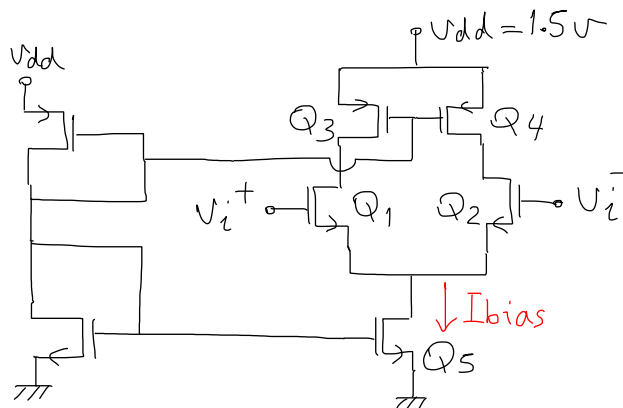 Vdd = 1.5V
Vdd
Q3
Q4
Vi+
Q1
Q2
Vi-
Ibias
Q5